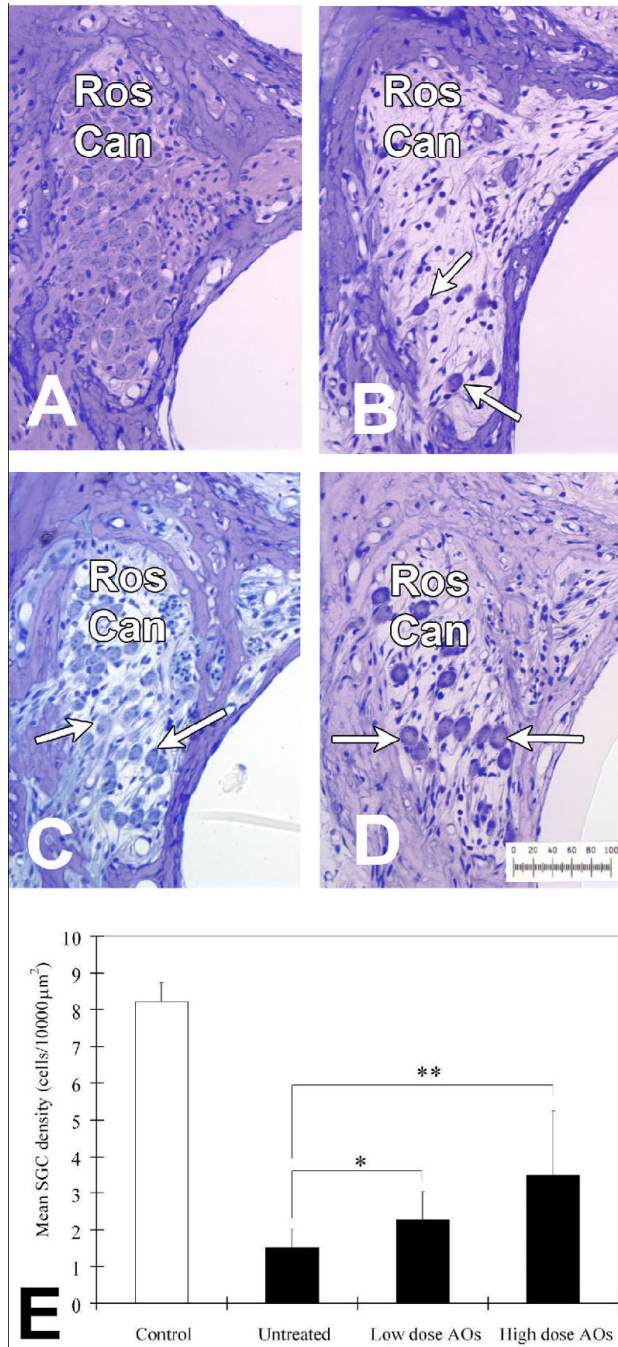 Ros
Can
A
Ros
Can
B
Ros
Can
C
Ros
Can
D
0 20 40 60 80 100
10
9
8
7
6
5
4
3
2
1
0
Mean SGC density (cells/10000μm²)
**
*
Control Untreated Low dose AOs High dose AOs
E